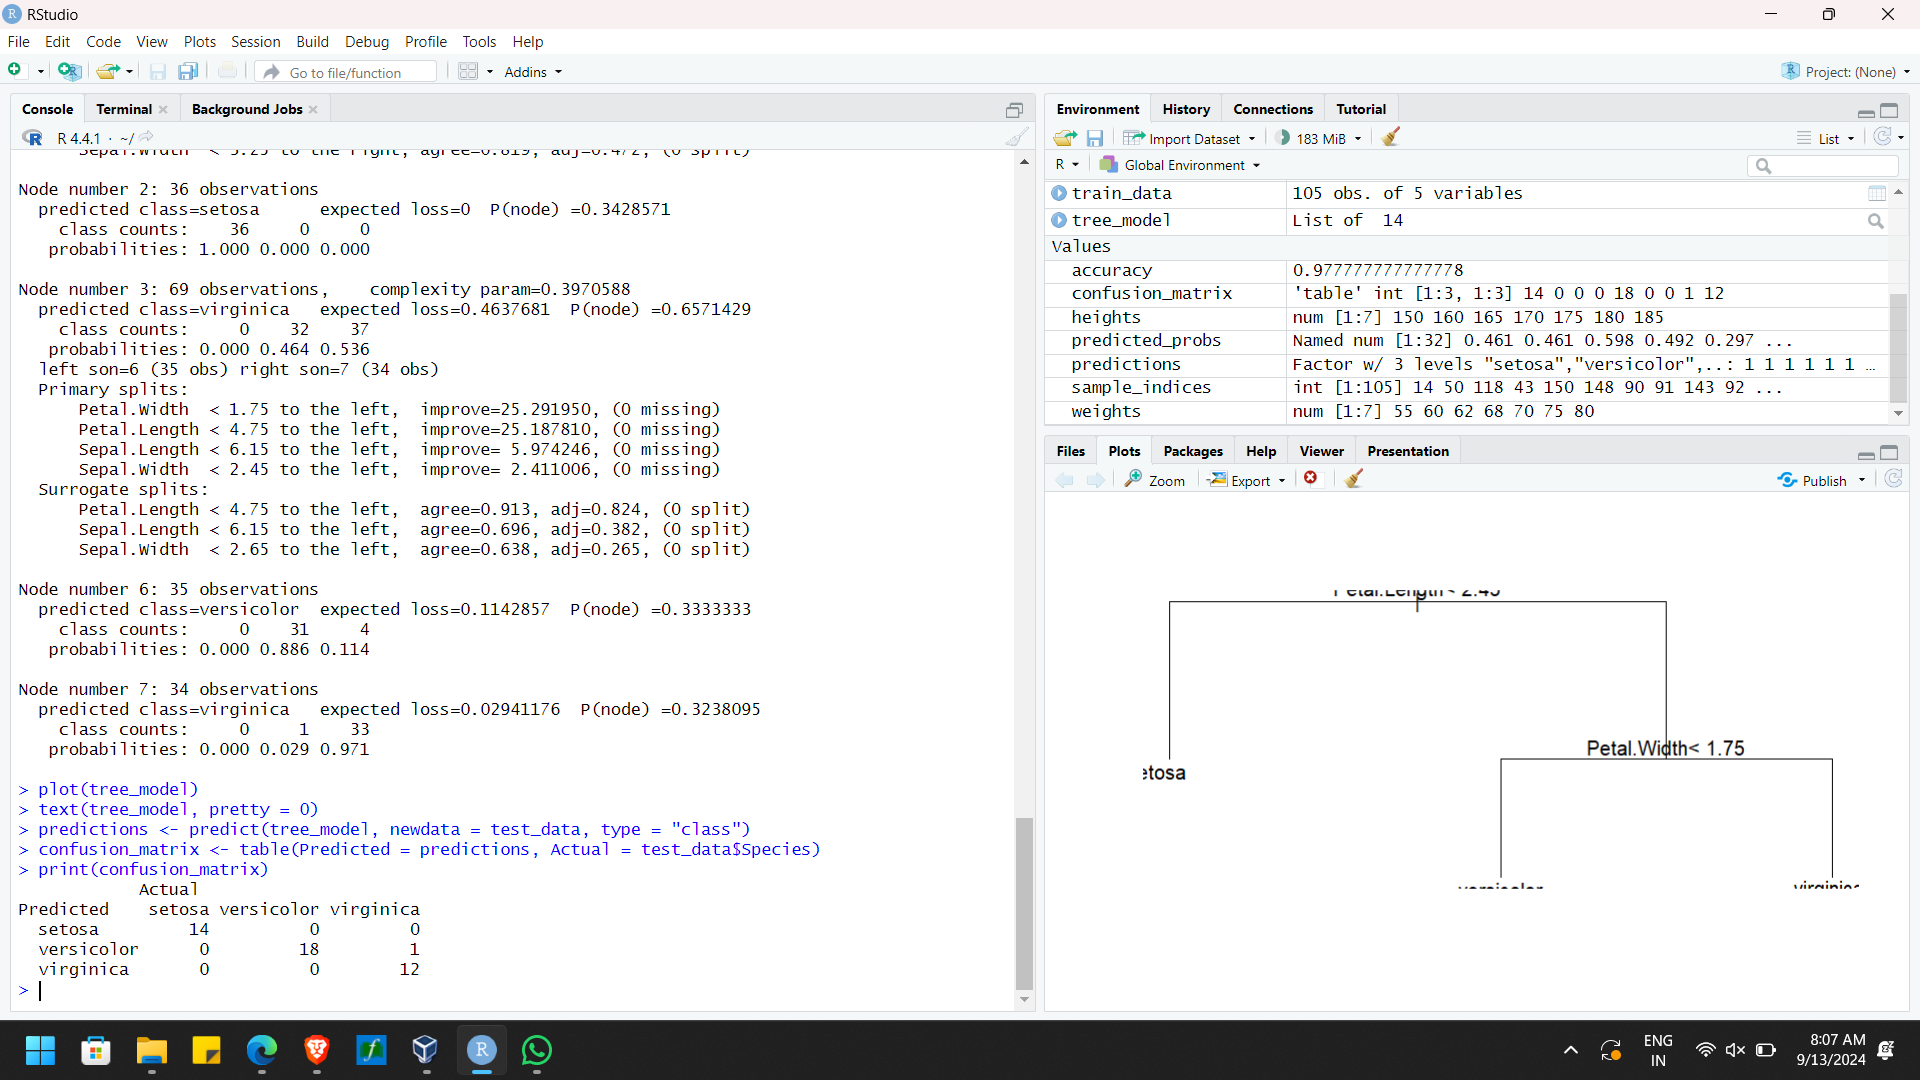 RStudio
File Edit Code View Plots Session Build Debug Profile Tools Help
Go to file/function Addins Project: (None)
Console Terminal Background Jobs
R 4.4.1 · ~/
Sepal.Width < 3.25 to the right, agree=0.819, adj=0.472, (0 split)
Node number 2: 36 observations
predicted class=setosa expected loss=0 P(node) =0.3428571
class counts: 36 0 0
probabilities: 1.000 0.000 0.000
Node number 3: 69 observations, complexity param=0.3970588
predicted class=virginica expected loss=0.4637681 P(node) =0.6571429
class counts: 0 32 37
probabilities: 0.000 0.464 0.536
left son=6 (35 obs) right son=7 (34 obs)
Primary splits:
Petal.Width < 1.75 to the left, improve=25.291950, (0 missing)
Petal.Length < 4.75 to the left, improve=25.187810, (0 missing)
Sepal.Length < 6.15 to the left, improve= 5.974246, (0 missing)
Sepal.Width < 2.45 to the left, improve= 2.411006, (0 missing)
Surrogate splits:
Petal.Length < 4.75 to the left, agree=0.913, adj=0.824, (0 split)
Sepal.Length < 6.15 to the left, agree=0.696, adj=0.382, (0 split)
Sepal.Width < 2.65 to the left, agree=0.638, adj=0.265, (0 split)
Node number 6: 35 observations
predicted class=versicolor expected loss=0.1142857 P(node) =0.3333333
class counts: 0 31 4
probabilities: 0.000 0.886 0.114
Node number 7: 34 observations
predicted class=virginica expected loss=0.02941176 P(node) =0.3238095
class counts: 0 1 33
probabilities: 0.000 0.029 0.971
> plot(tree_model)
> text(tree_model, pretty = 0)
> predictions <- predict(tree_model, newdata = test_data, type = "class")
> confusion_matrix <- table(Predicted = predictions, Actual = test_data$Species)
> print(confusion_matrix)
Actual
Predicted setosa versicolor virginica
setosa 14 0 0
versicolor 0 18 1
virginica 0 0 12
>
Environment History Connections Tutorial
Import Dataset 183 MiB List
R Global Environment
train_data 105 obs. of 5 variables
tree_model List of 14
Values
accuracy 0.977777777777778
confusion_matrix 'table' int [1:3, 1:3] 14 0 0 0 18 0 0 1 12
heights num [1:7] 150 160 165 170 175 180 185
predicted_probs Named num [1:32] 0.461 0.461 0.598 0.492 0.297 ...
predictions Factor w/ 3 levels "setosa","versicolor",..: 1 1 1 1 1 1 …
sample_indices int [1:105] 14 50 118 43 150 148 90 91 143 92 ...
weights num [1:7] 55 60 62 68 70 75 80
Files Plots Packages Help Viewer Presentation
Zoom Export Publish
Petal.Length< 2.45
etosa
Petal.Width< 1.75
versicolor
virginic
ENG
IN
8:07 AM
9/13/2024